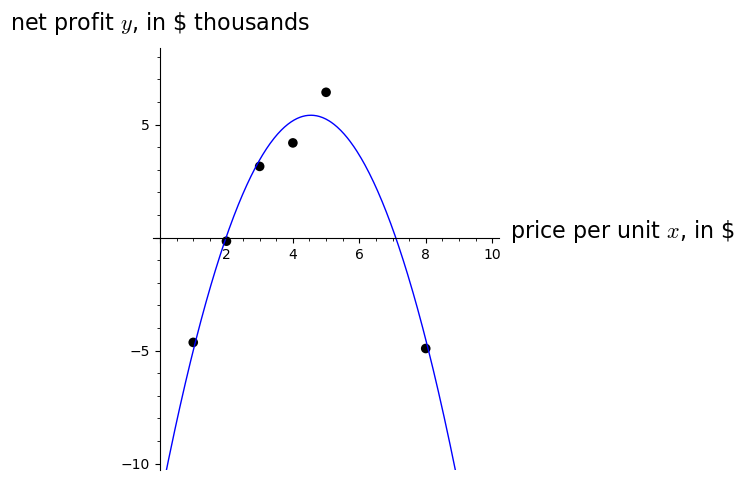 net profit y, in $ thousands
5
price per unit x, in $
2 4 6 8 10
−5
−10